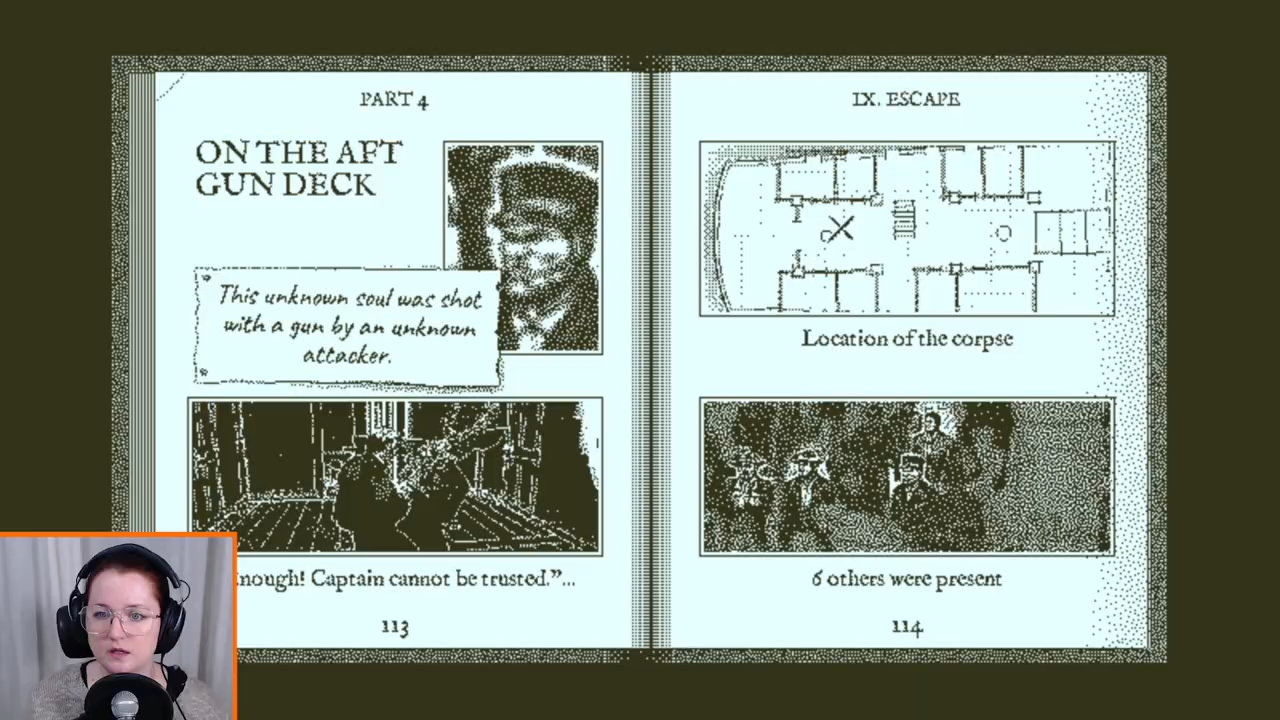 PART 4
ON THE AFT
GUN DECK
This unknown soul was shot
with a gun by an unknown
attacker.
Captain cannot be trusted."...
113
IX. ESCAPE
Location of the corpse
6 others were present
114